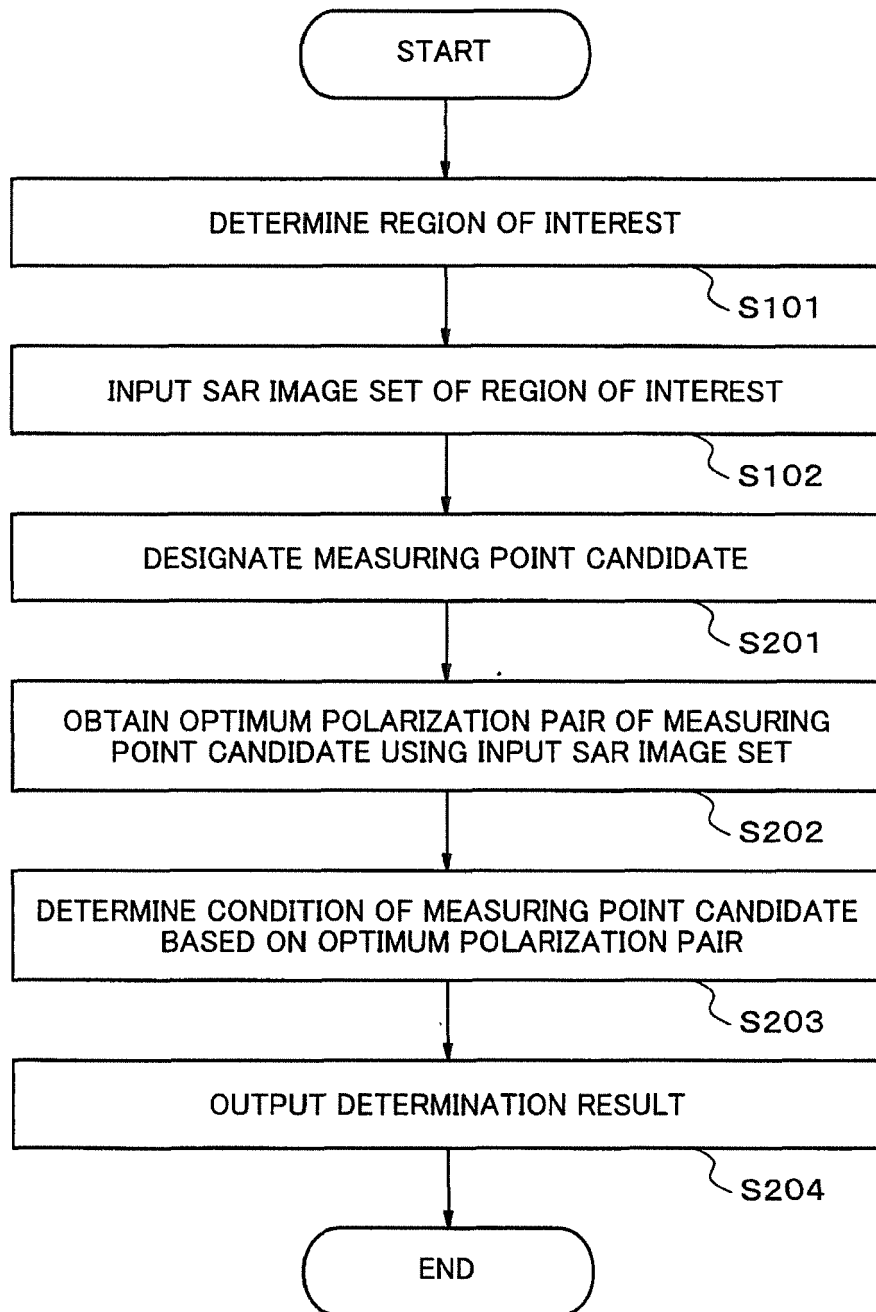 START
DETERMINE REGION OF INTEREST
S101
INPUT SAR IMAGE SET OF REGION OF INTEREST
S102
DESIGNATE MEASURING POINT CANDIDATE
S201
OBTAIN OPTIMUM POLARIZATION PAIR OF MEASURING
POINT CANDIDATE USING INPUT SAR IMAGE SET
S202
DETERMINE CONDITION OF MEASURING POINT CANDIDATE
BASED ON OPTIMUM POLARIZATION PAIR
S203
OUTPUT DETERMINATION RESULT
S204
END